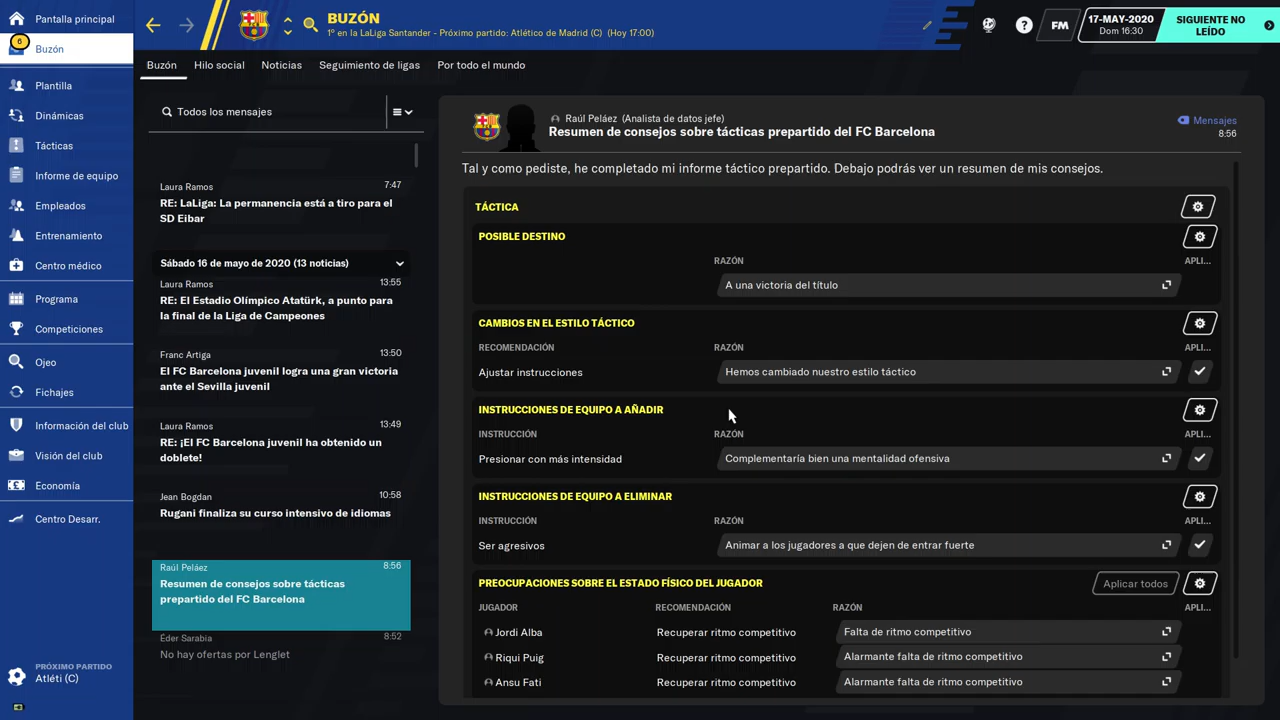 Pantalla principal
6
Buzón
Plantilla
Dinámicas
Tácticas
Informe de equipo
Empleados
Entrenamiento
Centro médico
Programa
Competiciones
Ojeo
Fichajes
Información del club
Visión del club
Economía
Centro Desarr.
PRÓXIMO PARTIDO
Atléti (C)
BUZÓN
1º en la LaLiga Santander - Próximo partido: Atlético de Madrid (C) (Hoy 17:00)
?
FM
17-MAY-2020
Dom 16:30
SIGUIENTE NO
LEÍDO
Buzón
Hilo social
Noticias
Seguimiento de ligas
Por todo el mundo
Todos los mensajes
Laura Ramos 7:47
RE: LaLiga: La permanencia está a tiro para el
SD Eibar
Sábado 16 de mayo de 2020 (13 noticias)
Laura Ramos 13:55
RE: El Estadio Olímpico Atatürk, a punto para
la final de la Liga de Campeones
Franc Artiga 13:50
El FC Barcelona juvenil logra una gran victoria
ante el Sevilla juvenil
Laura Ramos 13:49
RE: ¡El FC Barcelona juvenil ha obtenido un
doblete!
Jean Bogdan 10:58
Rugani finaliza su curso intensivo de idiomas
Raúl Peláez 8:56
Resumen de consejos sobre tácticas
prepartido del FC Barcelona
Éder Sarabia 8:52
No hay ofertas por Lenglet
Raúl Peláez (Analista de datos jefe)
Resumen de consejos sobre tácticas prepartido del FC Barcelona
Mensajes
8:56
Tal y como pediste, he completado mi informe táctico prepartido. Debajo podrás ver un resumen de mis consejos.
TÁCTICA
POSIBLE DESTINO
RAZÓN APLI...
A una victoria del título
CAMBIOS EN EL ESTILO TÁCTICO
RECOMENDACIÓN RAZÓN APLI...
Ajustar instrucciones Hemos cambiado nuestro estilo táctico
INSTRUCCIONES DE EQUIPO A AÑADIR
INSTRUCCIÓN RAZÓN APLI...
Presionar con más intensidad Complementaría bien una mentalidad ofensiva
INSTRUCCIONES DE EQUIPO A ELIMINAR
INSTRUCCIÓN RAZÓN APLI...
Ser agresivos Animar a los jugadores a que dejen de entrar fuerte
PREOCUPACIONES SOBRE EL ESTADO FÍSICO DEL JUGADOR Aplicar todos
JUGADOR RECOMENDACIÓN RAZÓN APLI...
Jordi Alba Recuperar ritmo competitivo Falta de ritmo competitivo
Riqui Puig Recuperar ritmo competitivo Alarmante falta de ritmo competitivo
Ansu Fati Recuperar ritmo competitivo Alarmante falta de ritmo competitivo